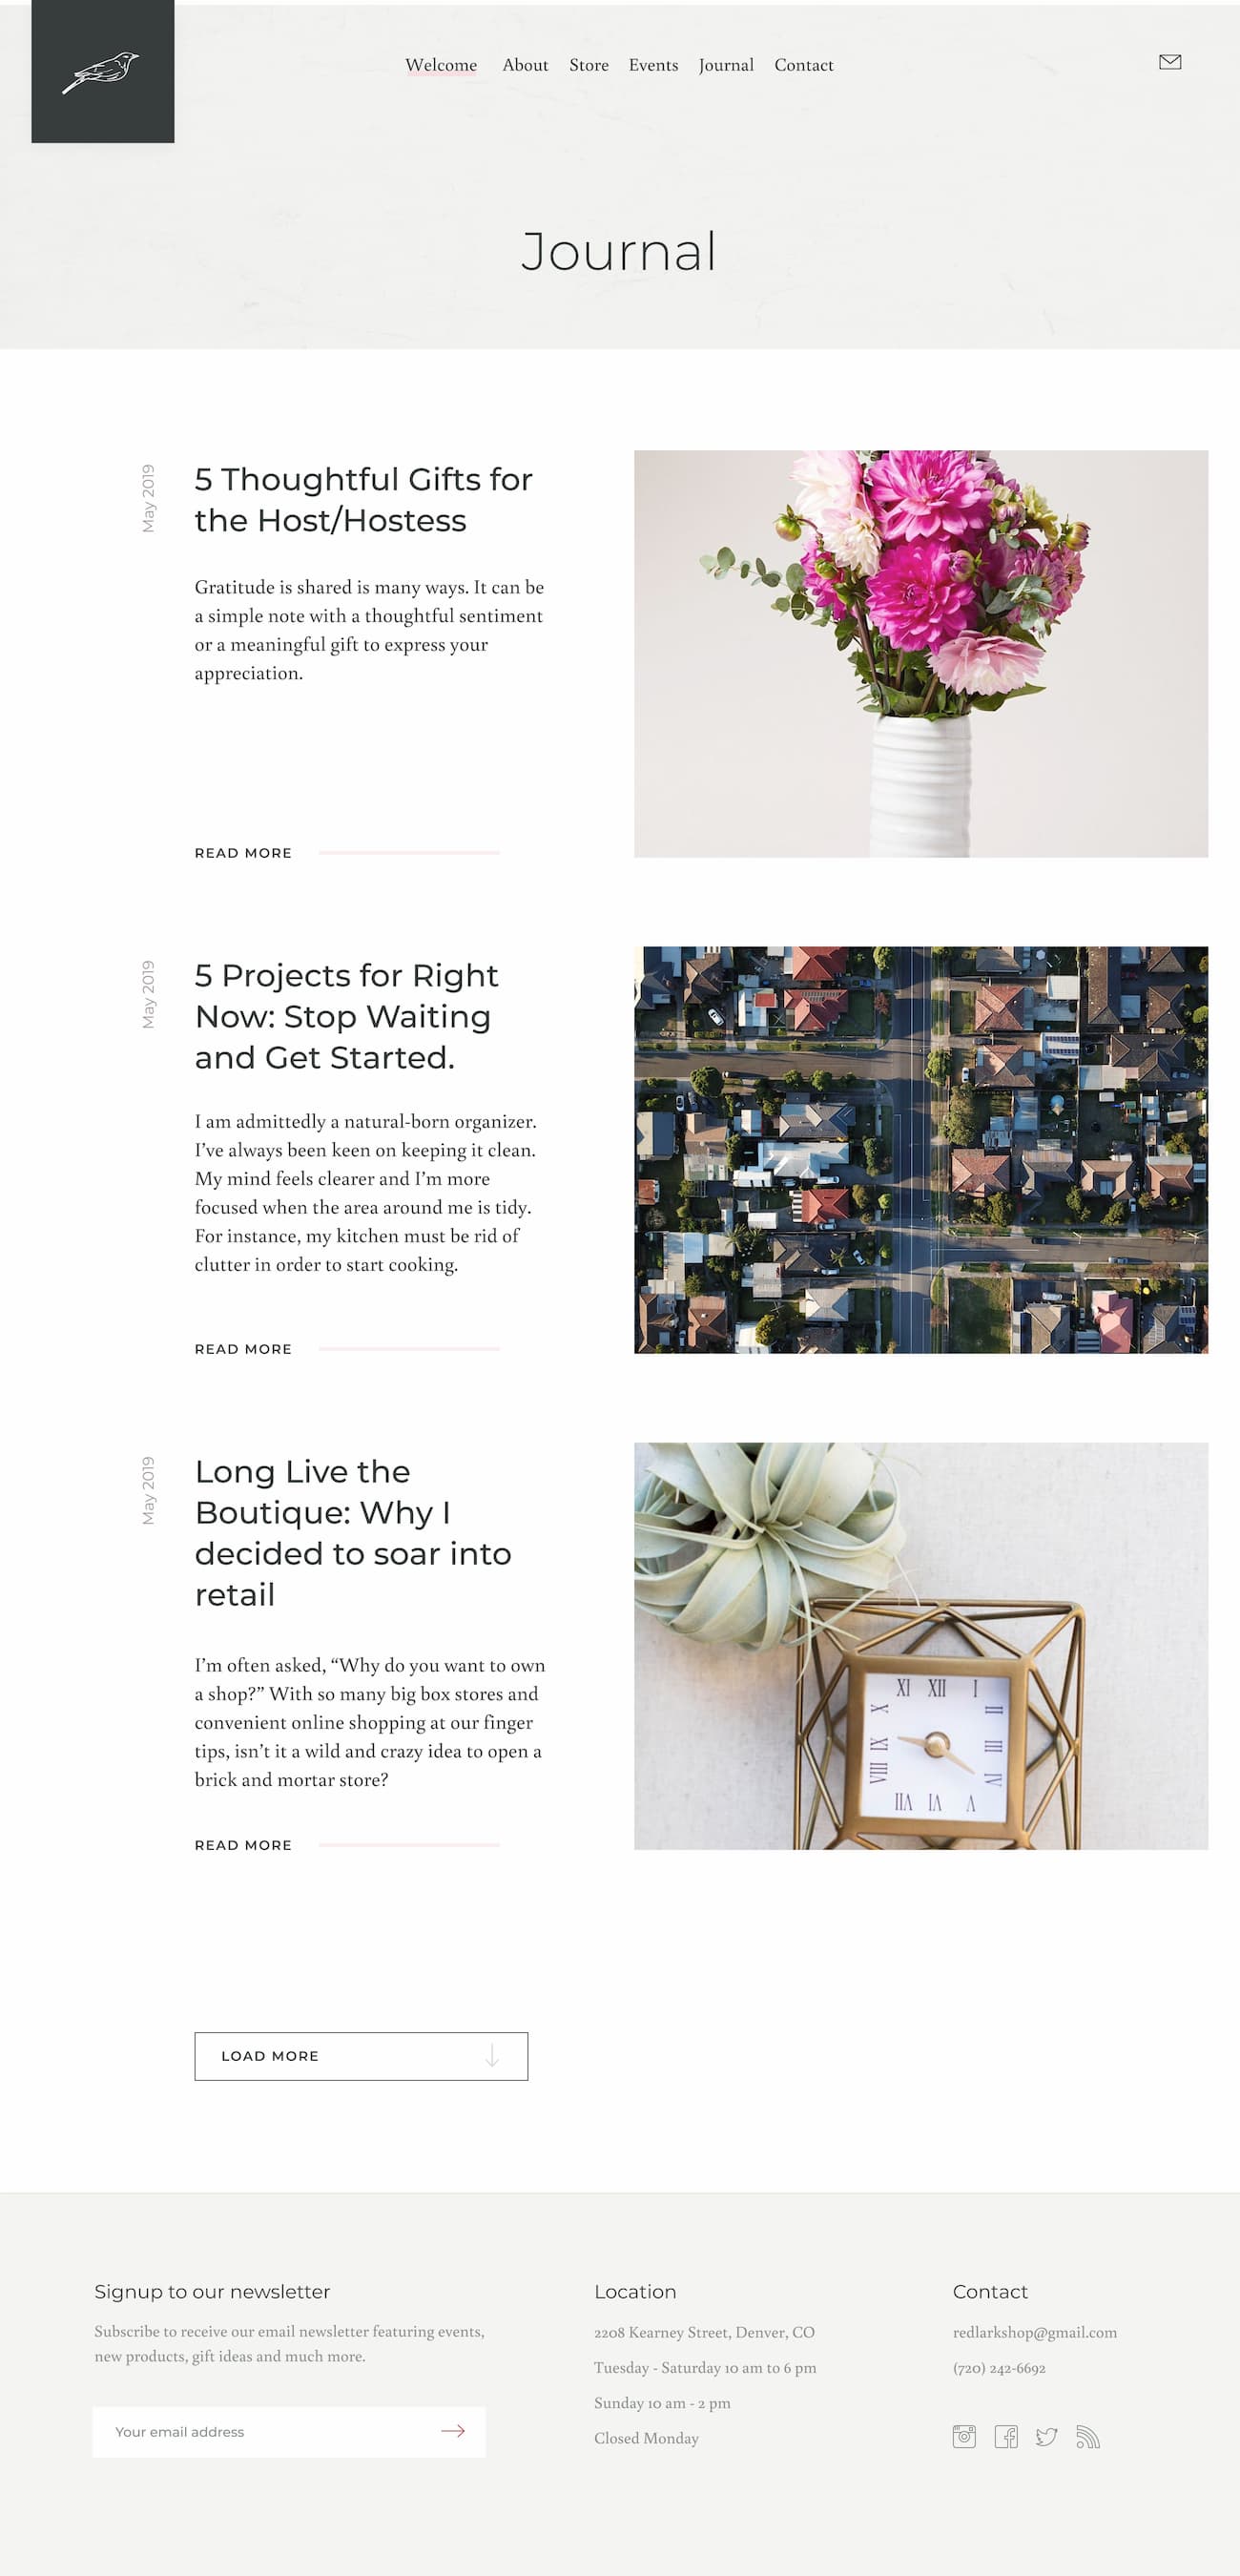 Welcome About Store Events Journal Contact
Journal
May 2019
5 Thoughtful Gifts for
the Host/Hostess
Gratitude is shared is many ways. It can be
a simple note with a thoughtful sentiment
or a meaningful gift to express your
appreciation.
READ MORE
May 2019
5 Projects for Right
Now: Stop Waiting
and Get Started.
I am admittedly a natural-born organizer.
I’ve always been keen on keeping it clean.
My mind feels clearer and I’m more
focused when the area around me is tidy.
For instance, my kitchen must be rid of
clutter in order to start cooking.
READ MORE
May 2019
Long Live the
Boutique: Why I
decided to soar into
retail
I’m often asked, “Why do you want to own
a shop?” With so many big box stores and
convenient online shopping at our finger
tips, isn’t it a wild and crazy idea to open a
brick and mortar store?
XI XII I
X II
IX III
VIII IV
VII VI V
READ MORE
LOAD MORE
Signup to our newsletter
Subscribe to receive our email newsletter featuring events,
new products, gift ideas and much more.
Your email address
Location
2208 Kearney Street, Denver, CO
Tuesday - Saturday 10 am to 6 pm
Sunday 10 am - 2 pm
Closed Monday
Contact
redlarkshop@gmail.com
(720) 242-6692